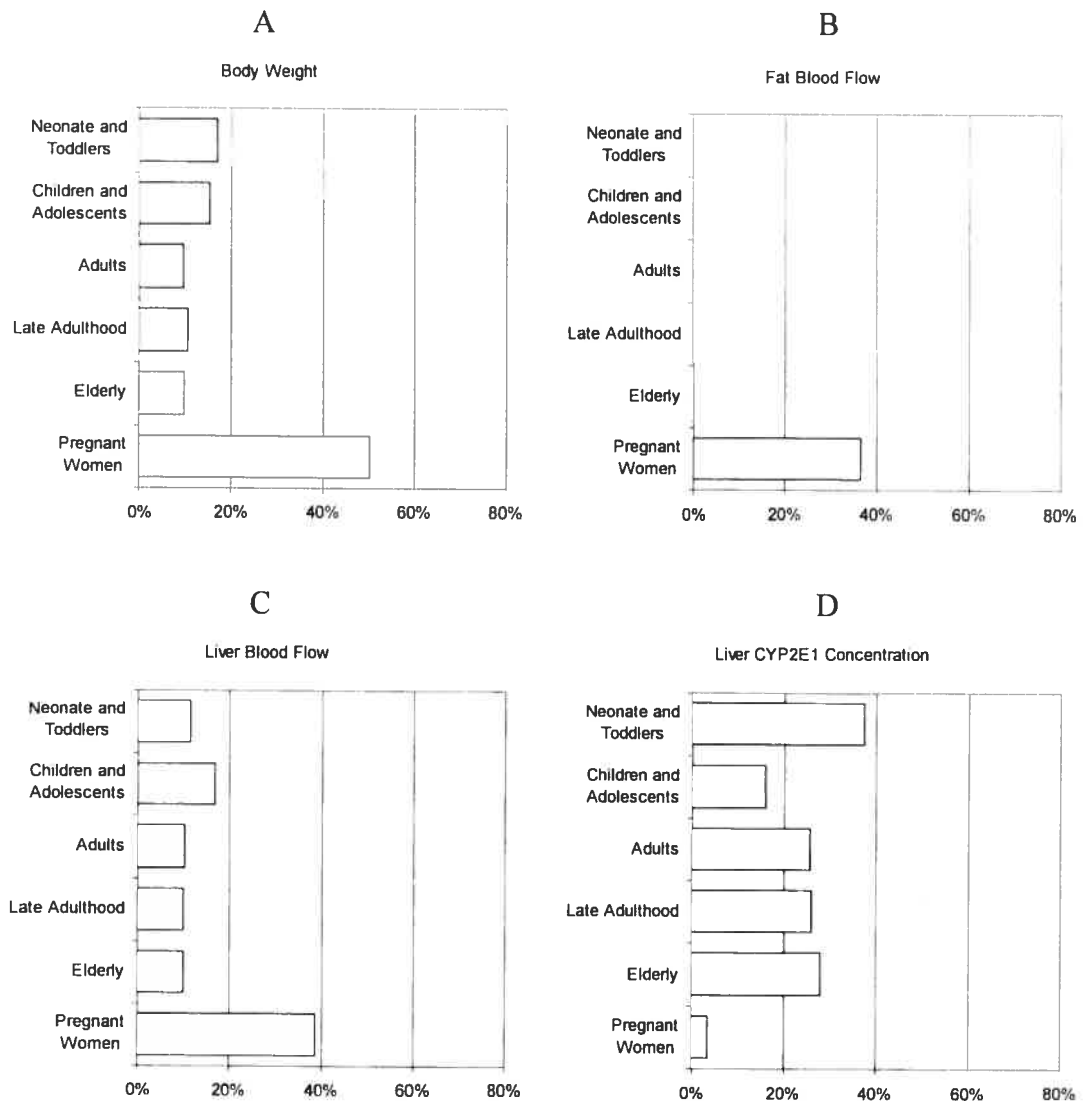 A
Body Weight
Neonate and
Toddlers
Children and
Adolescents
Adults
Late Adulthood
Elderly
Pregnant
Women
0% 20% 40% 60% 80%
B
Fat Blood Flow
Neonate and
Toddlers
Children and
Adolescents
Adults
Late Adulthood
Elderly
Pregnant
Women
0% 20% 40% 60% 80%
C
Liver Blood Flow
Neonate and
Toddlers
Children and
Adolescents
Adults
Late Adulthood
Elderly
Pregnant
Women
0% 20% 40% 60% 80%
D
Liver CYP2E1 Concentration
Neonate and
Toddlers
Children and
Adolescents
Adults
Late Adulthood
Elderly
Pregnant
Women
0% 20% 40% 60% 80%